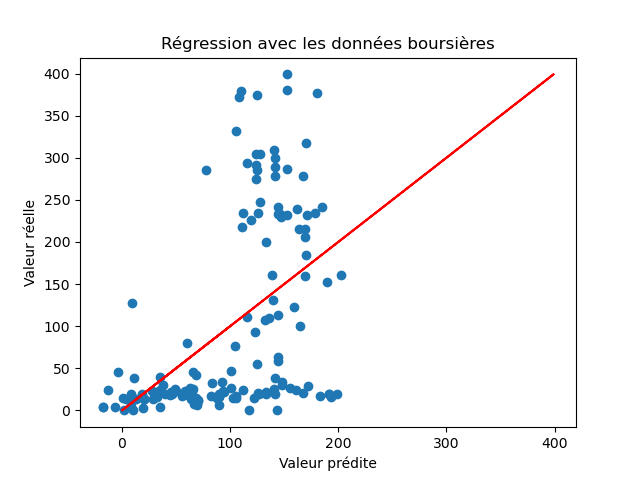 Régression avec les données boursières
400
350
300
250
200
150
100
50
0
Valeur réelle
0 100 200 300 400
Valeur prédite